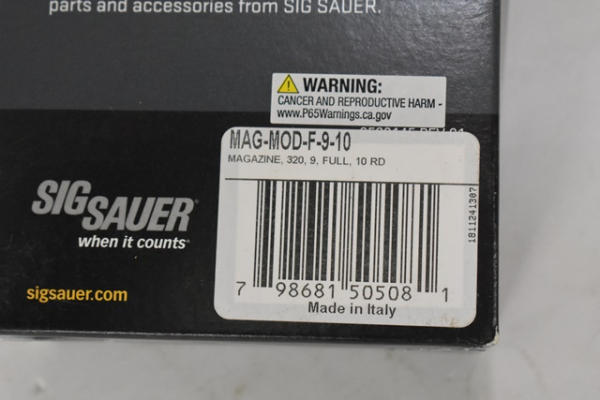 parts and accessories from SIG SAUER.
WARNING:
CANCER AND REPRODUCTIVE HARM -
www.P65Warnings.ca.gov
MAG-MOD-F-9-10
MAGAZINE, 320, 9, FULL, 10 RD
1811241307
SIG SAUER
when it counts
7 98681 50508 1
Made in Italy
sigsauer.com